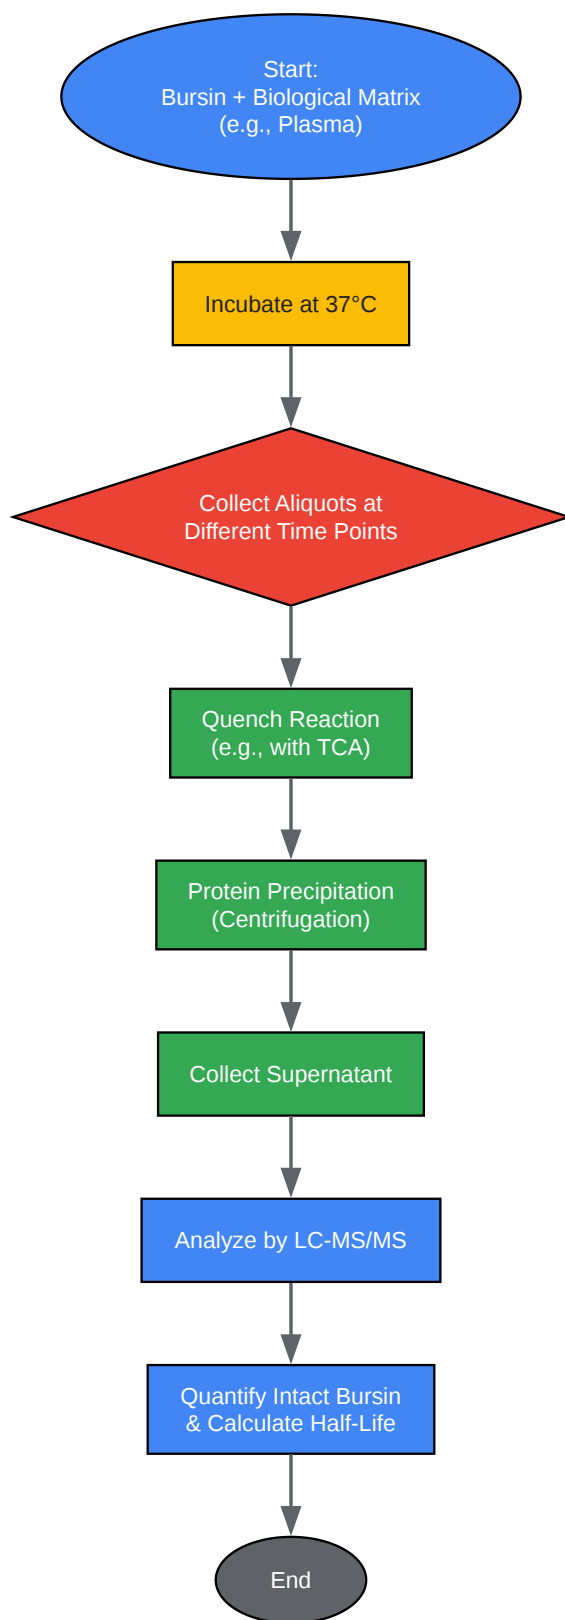 Start:
Bursin + Biological Matrix
(e.g., Plasma)
Incubate at 37°C
Collect Aliquots at
Different Time Points
Quench Reaction
(e.g., with TCA)
Protein Precipitation
(Centrifugation)
Collect Supernatant
Analyze by LC-MS/MS
Quantify Intact Bursin
& Calculate Half-Life
End